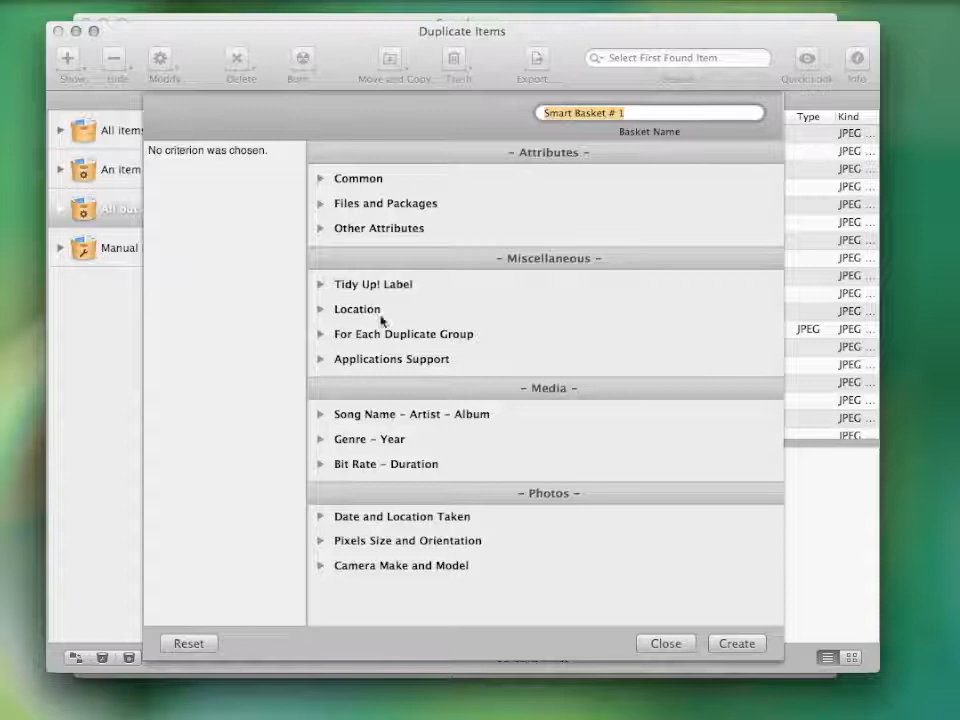 Duplicate Items
Show
Hide
Modify
Delete
Burn
Move and Copy
Trash
Export...
Select First Found Item
Search
Quick Look
Info
Smart Basket # 1
Basket Name
Type
Kind
All items
An item
All but
Manual
No criterion was chosen.
– Attributes –
Common
Files and Packages
Other Attributes
– Miscellaneous –
Tidy Up! Label
Location
For Each Duplicate Group
Applications Support
– Media –
Song Name – Artist – Album
Genre – Year
Bit Rate – Duration
– Photos –
Date and Location Taken
Pixels Size and Orientation
Camera Make and Model
JPEG ...
JPEG ...
JPEG ...
JPEG ...
JPEG ...
JPEG ...
JPEG ...
JPEG ...
JPEG ...
JPEG ...
JPEG ...
JPEG JPEG ...
JPEG ...
JPEG ...
JPEG ...
JPEG ...
JPEG ...
JPEG ...
Reset
Close
Create